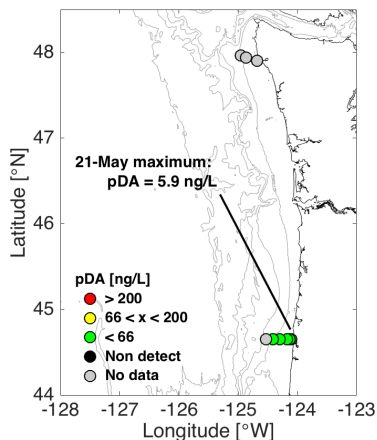 48
47
46
45
44
Latitude [°N]
21-May maximum:
pDA = 5.9 ng/L
pDA [ng/L]
> 200
66 < x < 200
< 66
Non detect
No data
-128 -127 -126 -125 -124 -123
Longitude [°W]